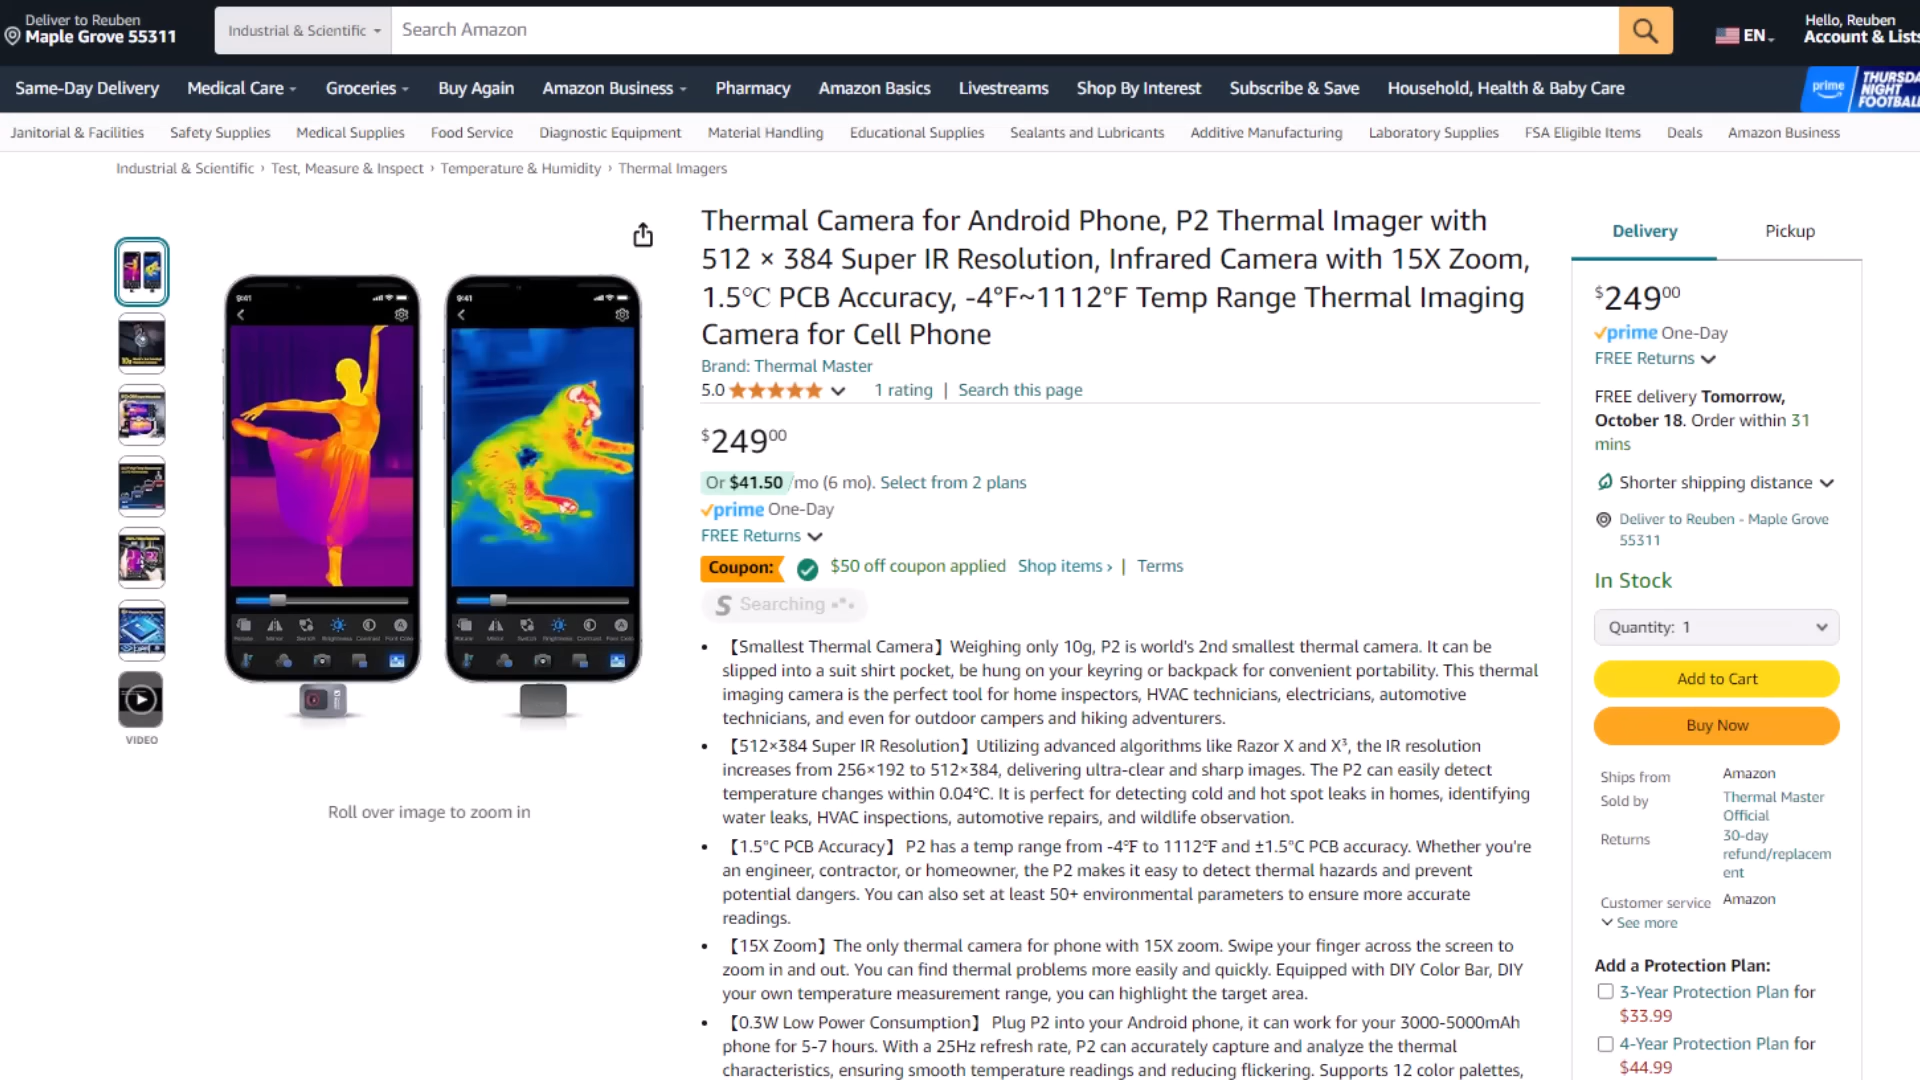 Deliver to Reuben
Maple Grove 55311
Industrial & Scientific
Search Amazon
EN
Hello, Reuben
Account & Lists
Same-Day Delivery
Medical Care
Groceries
Buy Again
Amazon Business
Pharmacy
Amazon Basics
Livestreams
Shop By Interest
Subscribe & Save
Household, Health & Baby Care
prime
THURSDA
NIGHT
FOOTBALL
Janitorial & Facilities
Safety Supplies
Medical Supplies
Food Service
Diagnostic Equipment
Material Handling
Educational Supplies
Sealants and Lubricants
Additive Manufacturing
Laboratory Supplies
FSA Eligible Items
Deals
Amazon Business
Industrial & Scientific › Test, Measure & Inspect › Temperature & Humidity › Thermal Imagers
9:41
9:41
VIDEO
Roll over image to zoom in
Thermal Camera for Android Phone, P2 Thermal Imager with
512 × 384 Super IR Resolution, Infrared Camera with 15X Zoom,
1.5℃ PCB Accuracy, -4°F~1112°F Temp Range Thermal Imaging
Camera for Cell Phone
Brand: Thermal Master
5.0
1 rating | Search this page
$24900
Or $41.50 /mo (6 mo). Select from 2 plans
prime One-Day
FREE Returns
Coupon: $50 off coupon applied Shop items › | Terms
Searching
• 【Smallest Thermal Camera】Weighing only 10g, P2 is world's 2nd smallest thermal camera. It can be
slipped into a suit shirt pocket, be hung on your keyring or backpack for convenient portability. This thermal
imaging camera is the perfect tool for home inspectors, HVAC technicians, electricians, automotive
technicians, and even for outdoor campers and hiking adventurers.
• 【512×384 Super IR Resolution】Utilizing advanced algorithms like Razor X and X³, the IR resolution
increases from 256×192 to 512×384, delivering ultra-clear and sharp images. The P2 can easily detect
temperature changes within 0.04℃. It is perfect for detecting cold and hot spot leaks in homes, identifying
water leaks, HVAC inspections, automotive repairs, and wildlife observation.
• 【1.5°C PCB Accuracy】 P2 has a temp range from -4℉ to 1112℉ and ±1.5°C PCB accuracy. Whether you're
an engineer, contractor, or homeowner, the P2 makes it easy to detect thermal hazards and prevent
potential dangers. You can also set at least 50+ environmental parameters to ensure more accurate
readings.
• 【15X Zoom】The only thermal camera for phone with 15X zoom. Swipe your finger across the screen to
zoom in and out. You can find thermal problems more easily and quickly. Equipped with DIY Color Bar, DIY
your own temperature measurement range, you can highlight the target area.
• 【0.3W Low Power Consumption】 Plug P2 into your Android phone, it can work for your 3000-5000mAh
phone for 5-7 hours. With a 25Hz refresh rate, P2 can accurately capture and analyze the thermal
characteristics, ensuring smooth temperature readings and reducing flickering. Supports 12 color palettes,
Delivery
Pickup
$24900
prime One-Day
FREE Returns
FREE delivery Tomorrow,
October 18. Order within 31
mins
Shorter shipping distance
Deliver to Reuben - Maple Grove
55311
In Stock
Quantity: 1
Add to Cart
Buy Now
Ships from
Amazon
Sold by
Thermal Master
Official
Returns
30-day
refund/replacem
ent
Customer service
Amazon
See more
Add a Protection Plan:
3-Year Protection Plan for
$33.99
4-Year Protection Plan for
$44.99